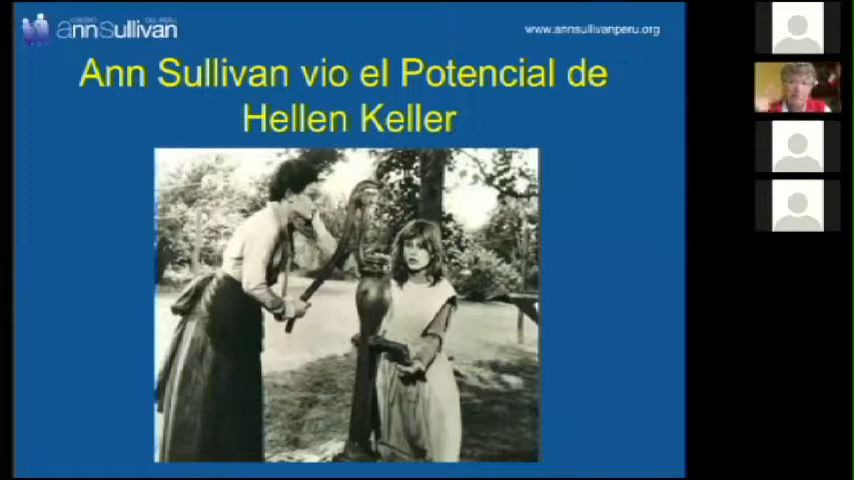 annsullivan
www.annsullivanperu.org
Ann Sullivan vio el Potencial de
Hellen Keller